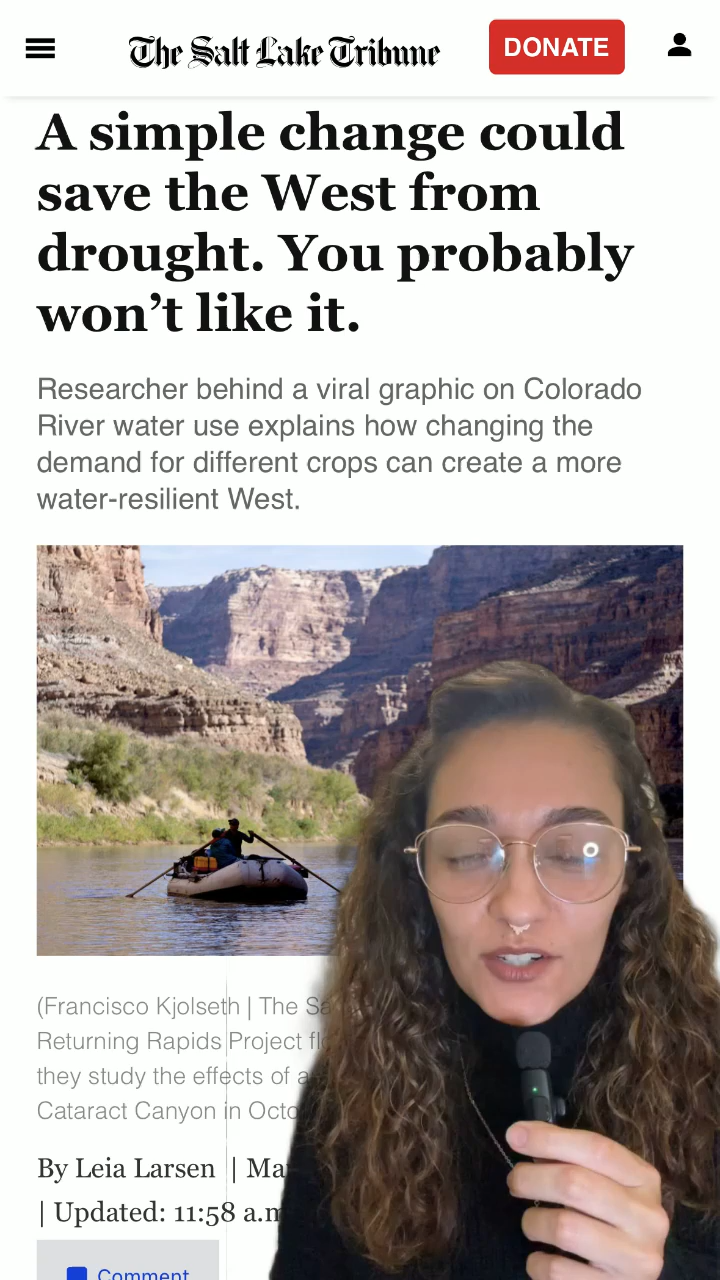 The Salt Lake Tribune
DONATE
A simple change could
save the West from
drought. You probably
won’t like it.
Researcher behind a viral graphic on Colorado
River water use explains how changing the
demand for different crops can create a more
water-resilient West.
(Francisco Kjolseth | The
Returning Rapids Project
they study the effects of
Cataract Canyon in
By Leia Larsen | 
| Updated: 11:58
Comment